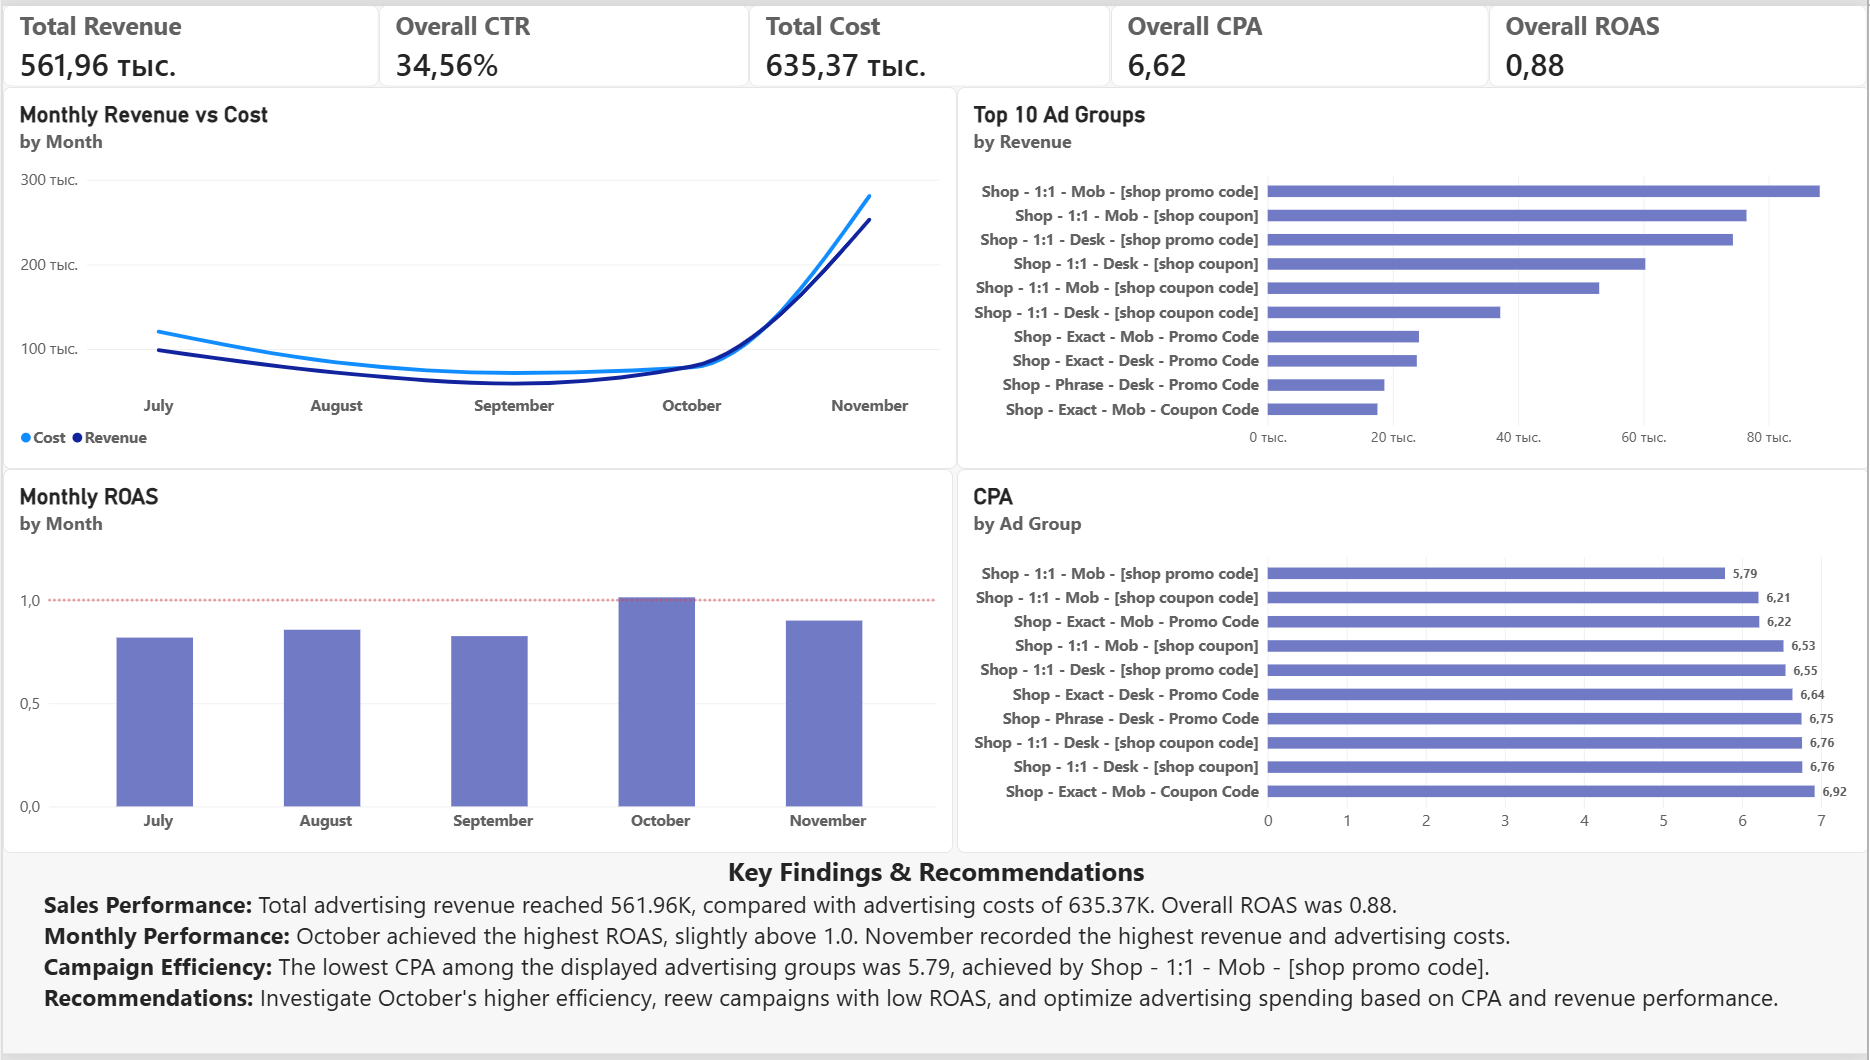 Total Revenue
561,96 тыс.
Overall CTR
34,56%
Total Cost
635,37 тыс.
Overall CPA
6,62
Overall ROAS
0,88
Monthly Revenue vs Cost
by Month
300 тыс.
200 тыс.
100 тыс.
July August September October November
Cost Revenue
Top 10 Ad Groups
by Revenue
Shop - 1:1 - Mob - [shop promo code]
Shop - 1:1 - Mob - [shop coupon]
Shop - 1:1 - Desk - [shop promo code]
Shop - 1:1 - Desk - [shop coupon]
Shop - 1:1 - Mob - [shop coupon code]
Shop - 1:1 - Desk - [shop coupon code]
Shop - Exact - Mob - Promo Code
Shop - Exact - Desk - Promo Code
Shop - Phrase - Desk - Promo Code
Shop - Exact - Mob - Coupon Code
0 тыс. 20 тыс. 40 тыс. 60 тыс. 80 тыс.
Monthly ROAS
by Month
1,0
0,5
0,0
July August September October November
CPA
by Ad Group
Shop - 1:1 - Mob - [shop promo code] 5,79
Shop - 1:1 - Mob - [shop coupon code] 6,21
Shop - Exact - Mob - Promo Code 6,22
Shop - 1:1 - Mob - [shop coupon] 6,53
Shop - 1:1 - Desk - [shop promo code] 6,55
Shop - Exact - Desk - Promo Code 6,64
Shop - Phrase - Desk - Promo Code 6,75
Shop - 1:1 - Desk - [shop coupon code] 6,76
Shop - 1:1 - Desk - [shop coupon] 6,76
Shop - Exact - Mob - Coupon Code 6,92
0 1 2 3 4 5 6 7
Key Findings & Recommendations
Sales Performance: Total advertising revenue reached 561.96K, compared with advertising costs of 635.37K. Overall ROAS was 0.88.
Monthly Performance: October achieved the highest ROAS, slightly above 1.0. November recorded the highest revenue and advertising costs.
Campaign Efficiency: The lowest CPA among the displayed advertising groups was 5.79, achieved by Shop - 1:1 - Mob - [shop promo code].
Recommendations: Investigate October's higher efficiency, reew campaigns with low ROAS, and optimize advertising spending based on CPA and revenue performance.